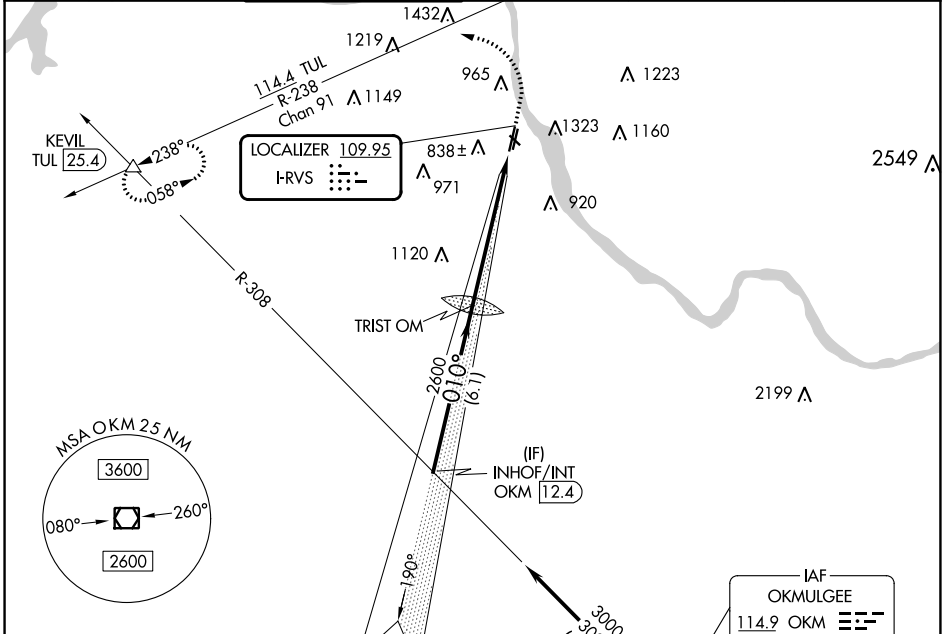 1432
1219
114.4 TUL
R-238
Chan 91
1149
965
1223
KEVIL
TUL 25.4
238°
058°
LOCALIZER 109.95
I-RVS
838±
971
1323
1160
2549
920
1120
R-308
TRIST OM
2600
010°
(6.1)
2199
(IF)
INHOF/INT
OKM 12.4
MSA OKM 25 NM
3600
080°
260°
2600
190°
3000
IAF
OKMULGEE
114.9 OKM